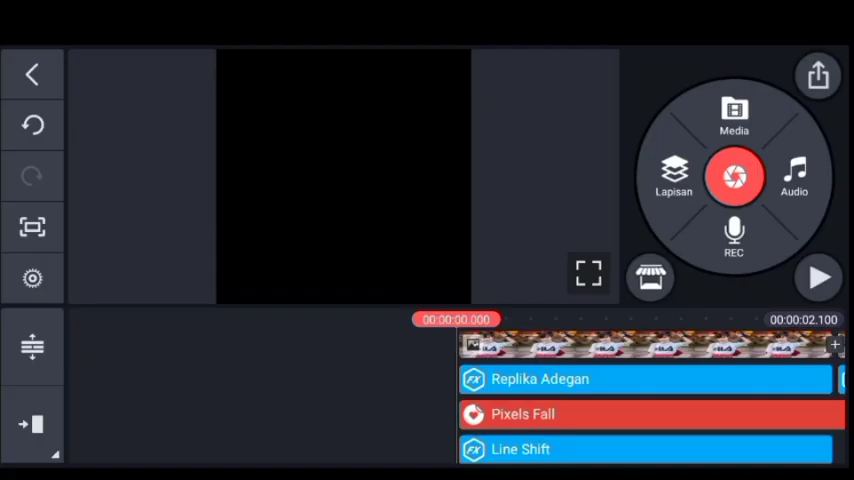 Media
Lapisan
Audio
REC
00:00:00.000
00:00:02.100
Replika Adegan
Pixels Fall
Line Shift